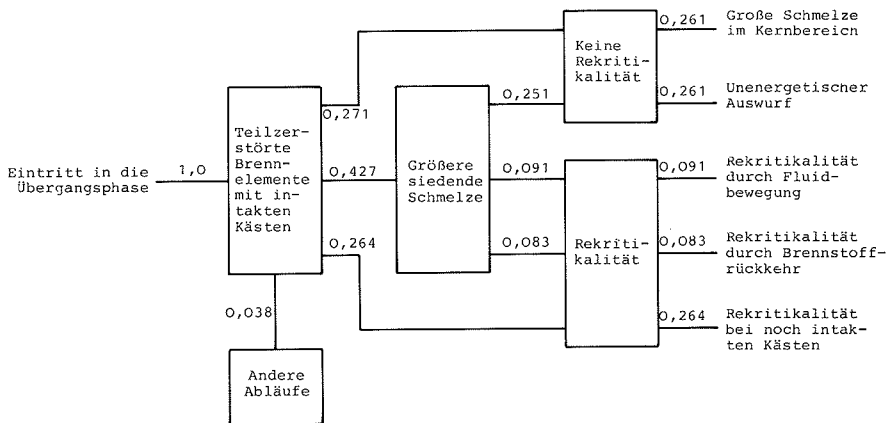 0,261
Große Schmelze
im Kernbereich
Keine
Rekriti-
kalität
0,251
0,261
Unenergetischer
Auswurf
0,271
Teilzer-
störte
Brenn-
elemente
mit in-
takten
Kästen
Eintritt in die
Übergangsphase
1,0
0,427
Größere
siedende
Schmelze
0,091
0,091
Rekritikalität
durch Fluid-
bewegung
Rekriti-
kalität
0,264
0,083
0,083
Rekritikalität
durch Brennstoff-
rückkehr
0,264
Rekritikalität
bei noch intak-
ten Kästen
0,038
Andere
Abläufe